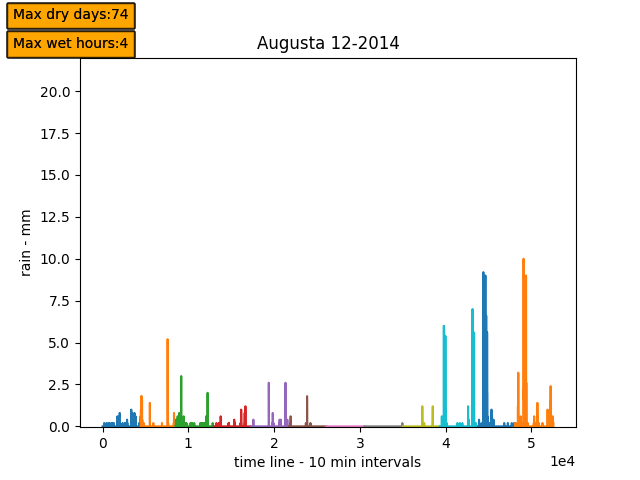 Max dry days:74
Max wet hours:4
Augusta 12-2014
20.0
17.5
15.0
12.5
10.0
7.5
5.0
2.5
0.0
rain - mm
0 1 2 3 4 5
1e4
time line - 10 min intervals